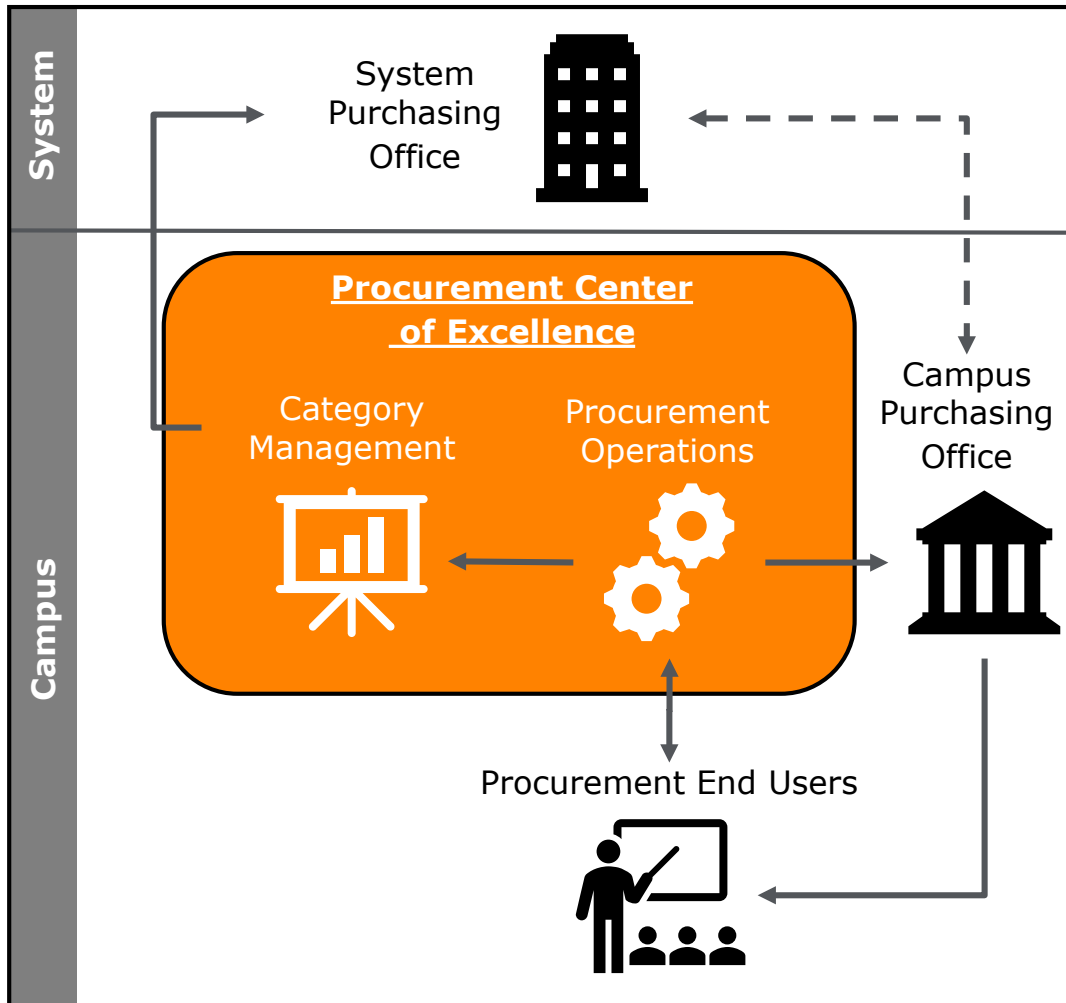 System
System
Purchasing
Office
Campus
Procurement Center
of Excellence
Category
Management
Procurement
Operations
Campus
Purchasing
Office
Procurement End Users